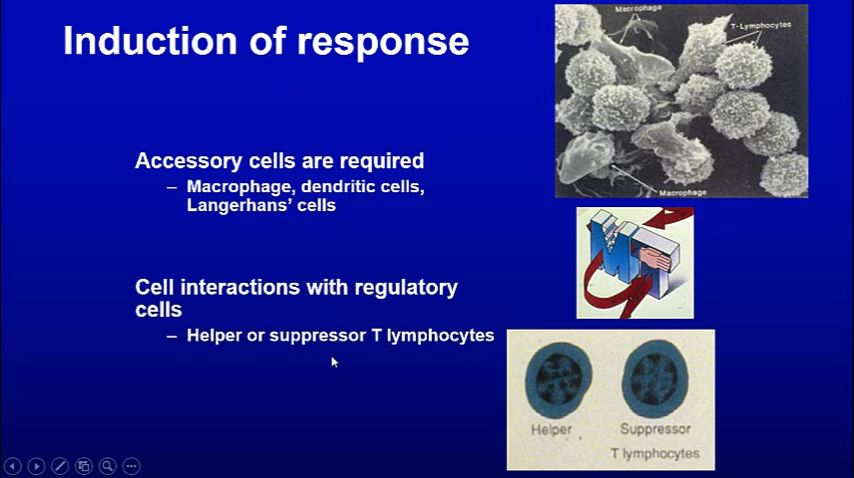 Induction of response
Macrophage
T-Lymphocytes
Macrophage
Accessory cells are required
– Macrophage, dendritic cells,
Langerhans' cells
M T
Cell interactions with regulatory
cells
– Helper or suppressor T lymphocytes
Helper
Suppressor
T lymphocytes